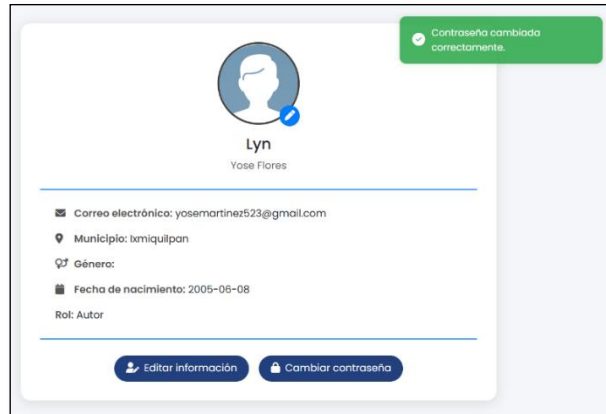 Contraseña cambiada
correctamente.
Lyn
Yose Flores
Correo electrónico: yosemartinez523@gmail.com
Municipio: Ixmiquilpan
Género:
Fecha de nacimiento: 2005-06-08
Rol: Autor
Editar información
Cambiar contraseña